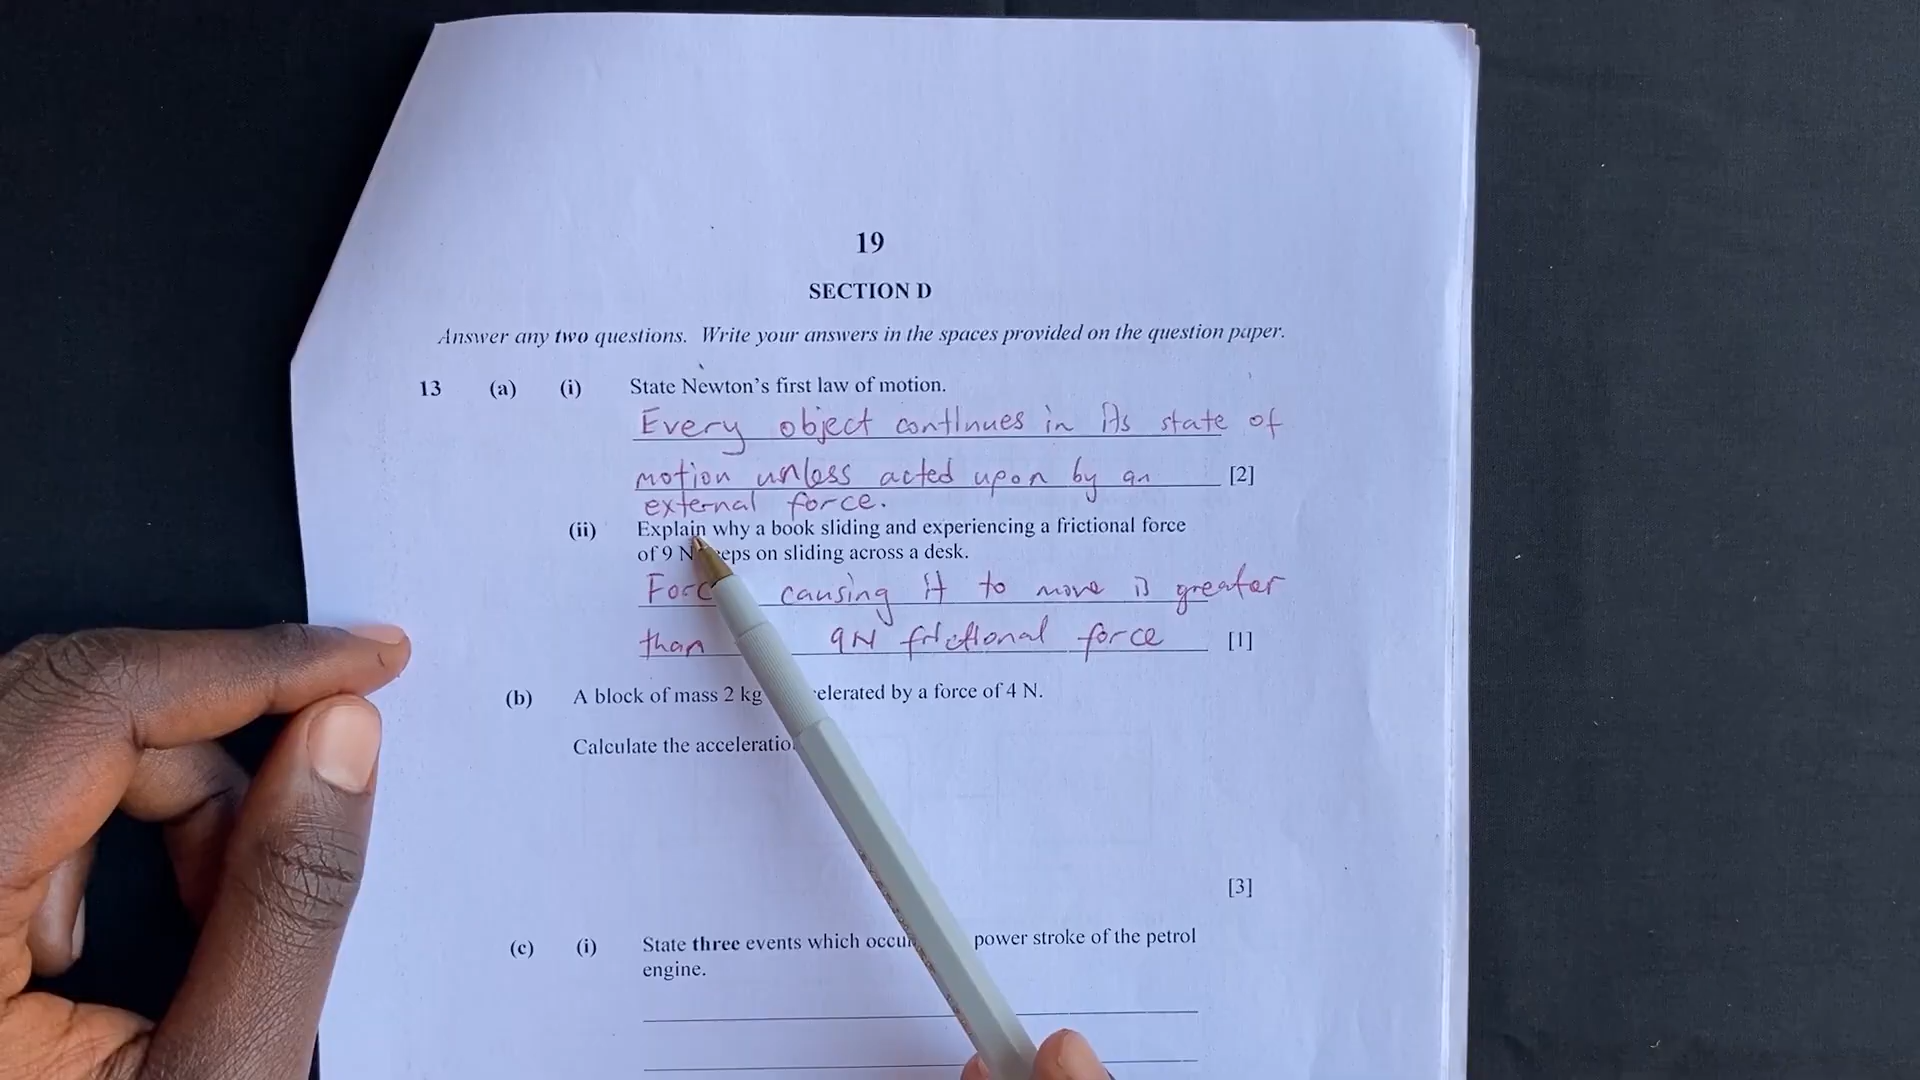 19
SECTION D
Answer any two questions. Write your answers in the spaces provided on the question paper.
13 (a) (i) State Newton's first law of motion.
Every object continues in its state of
motion unless acted upon by an [2]
external force.
(ii) Explain why a book sliding and experiencing a frictional force
of 9 N eeps on sliding across a desk.
Forc causing it to move is greater
than 9N frictional force [1]
(b) A block of mass 2 kg elerated by a force of 4 N.
Calculate the acceleratio
[3]
(c) (i) State three events which occur power stroke of the petrol
engine.